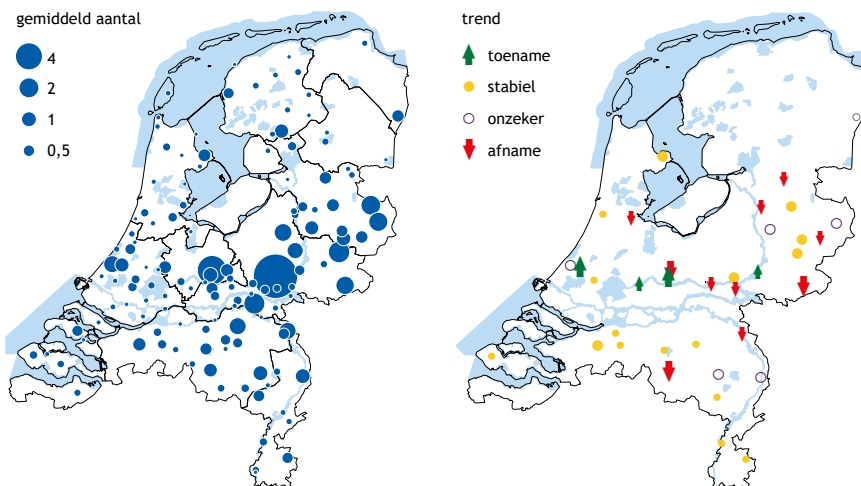 gemiddeld aantal
4
2
1
0,5
trend
toename
stabiel
onzeker
afname